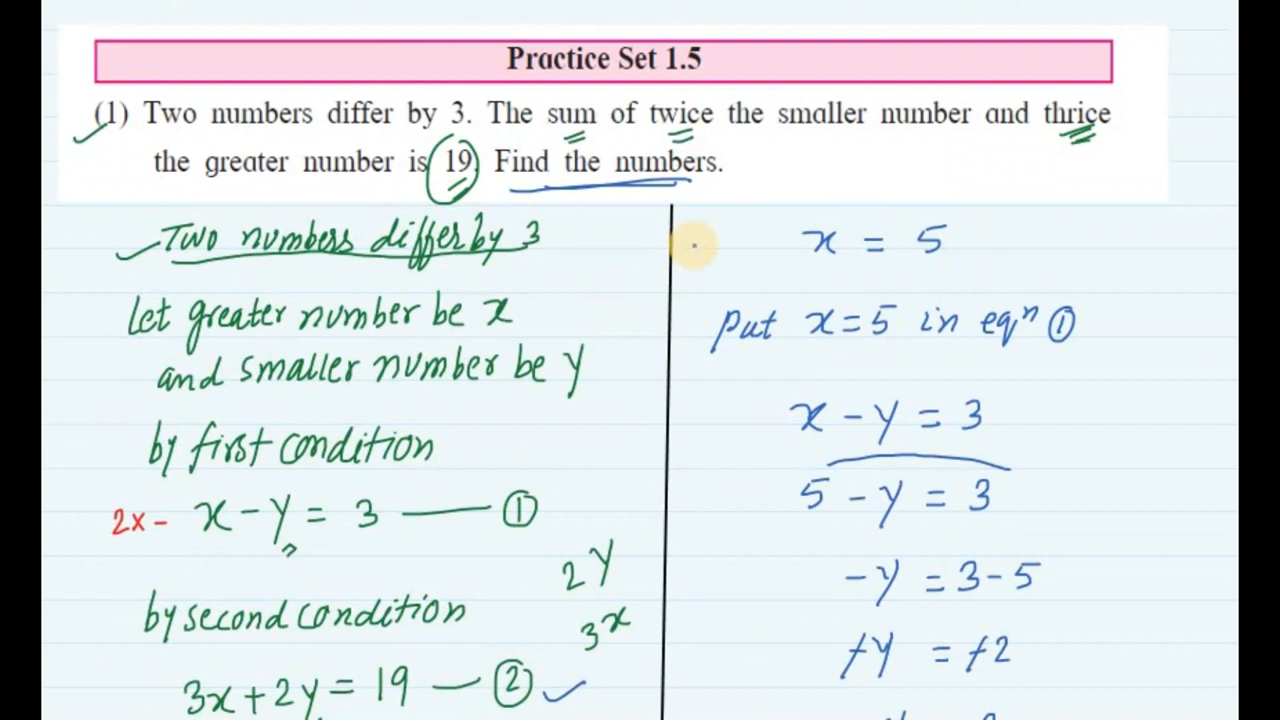 Practice Set 1.5
(1) Two numbers differ by 3. The sum of twice the smaller number and thrice
the greater number is 19. Find the numbers.
Two numbers differ by 3
Let greater number be x
and smaller number be y
by first condition
2x - x - y = 3 —— ①
2y
by second condition
3x
3x + 2y = 19 — ②
x = 5
put x = 5 in eqⁿ ①
x - y = 3
5 - y = 3
-y = 3 - 5
-y = -2